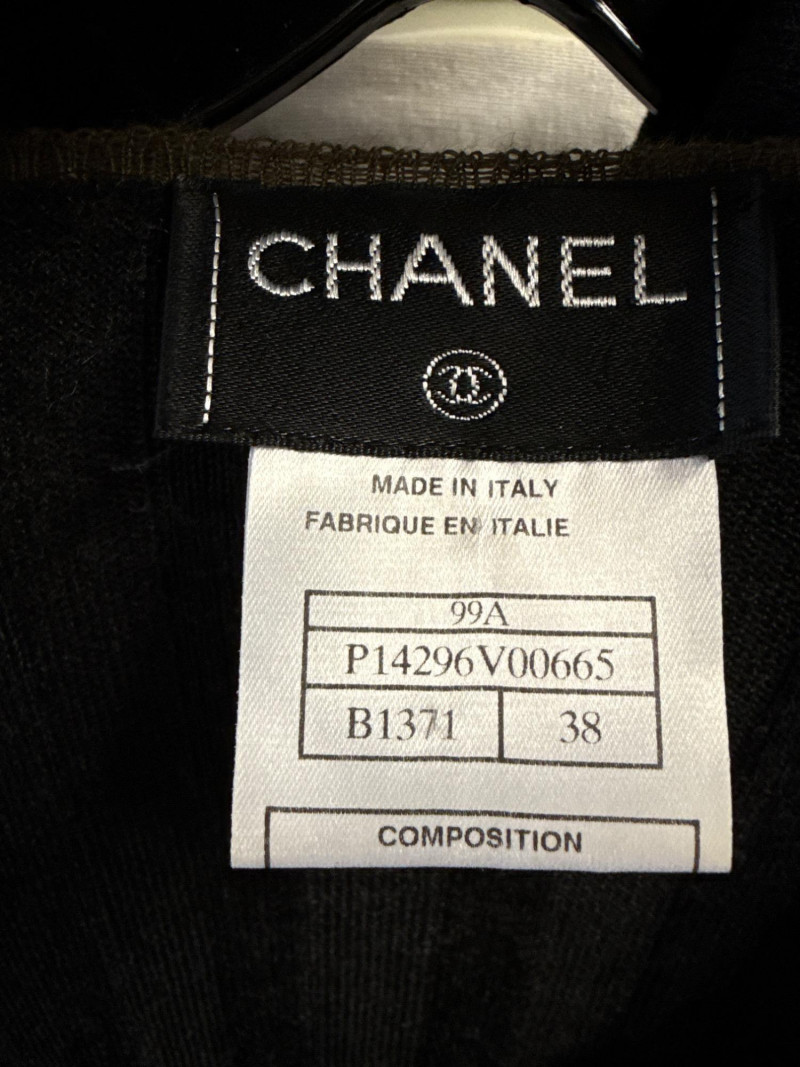 CHANEL
MADE IN ITALY
FABRIQUE EN ITALIE
99A
P14296V00665
B1371 38
COMPOSITION